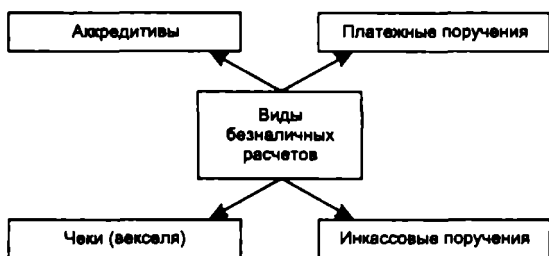 Аккредитивы
Платежные поручения
Виды
безналичных
расчетов
Чеки (векселя)
Инкассовые поручения